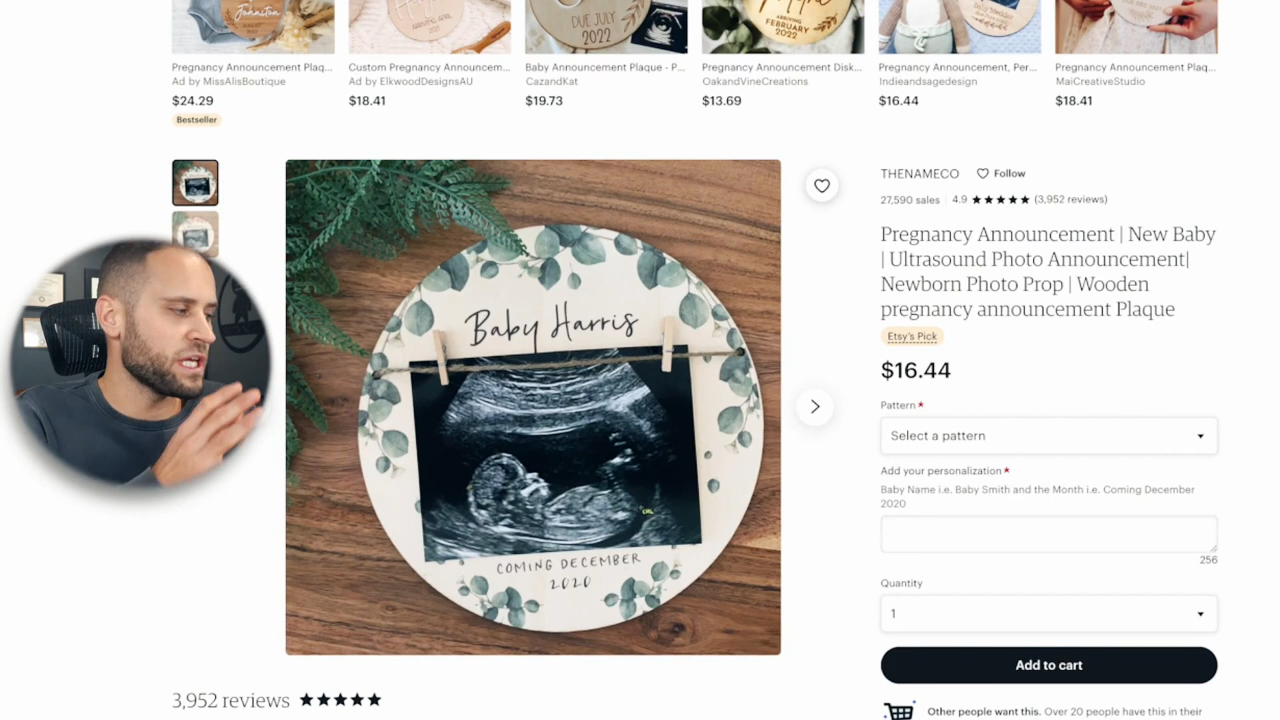 Johnston
DUE JULY
2022
ARRIVING
FEBRUARY
2022
Pregnancy Announcement Plaq...
Ad by MissAlisBoutique
$24.29
Bestseller
Custom Pregnancy Announcem...
Ad by ElkwoodDesignsAU
$18.41
Baby Announcement Plaque - P...
CazandKat
$19.73
Pregnancy Announcement Disk...
OakandVineCreations
$13.69
Pregnancy Announcement, Per...
Indieandsagedesign
$16.44
Pregnancy Announcement Plaq...
MaiCreativeStudio
$18.41
Baby Harris
CRL
COMING DECEMBER
2020
THENAMECO Follow
27,590 sales 4.9 ★★★★★ (3,952 reviews)
Pregnancy Announcement | New Baby
| Ultrasound Photo Announcement|
Newborn Photo Prop | Wooden
pregnancy announcement Plaque
Etsy's Pick
$16.44
Pattern *
Select a pattern
Add your personalization *
Baby Name i.e. Baby Smith and the Month i.e. Coming December
2020
256
Quantity
1
Add to cart
Other people want this. Over 20 people have this in their
3,952 reviews ★★★★★